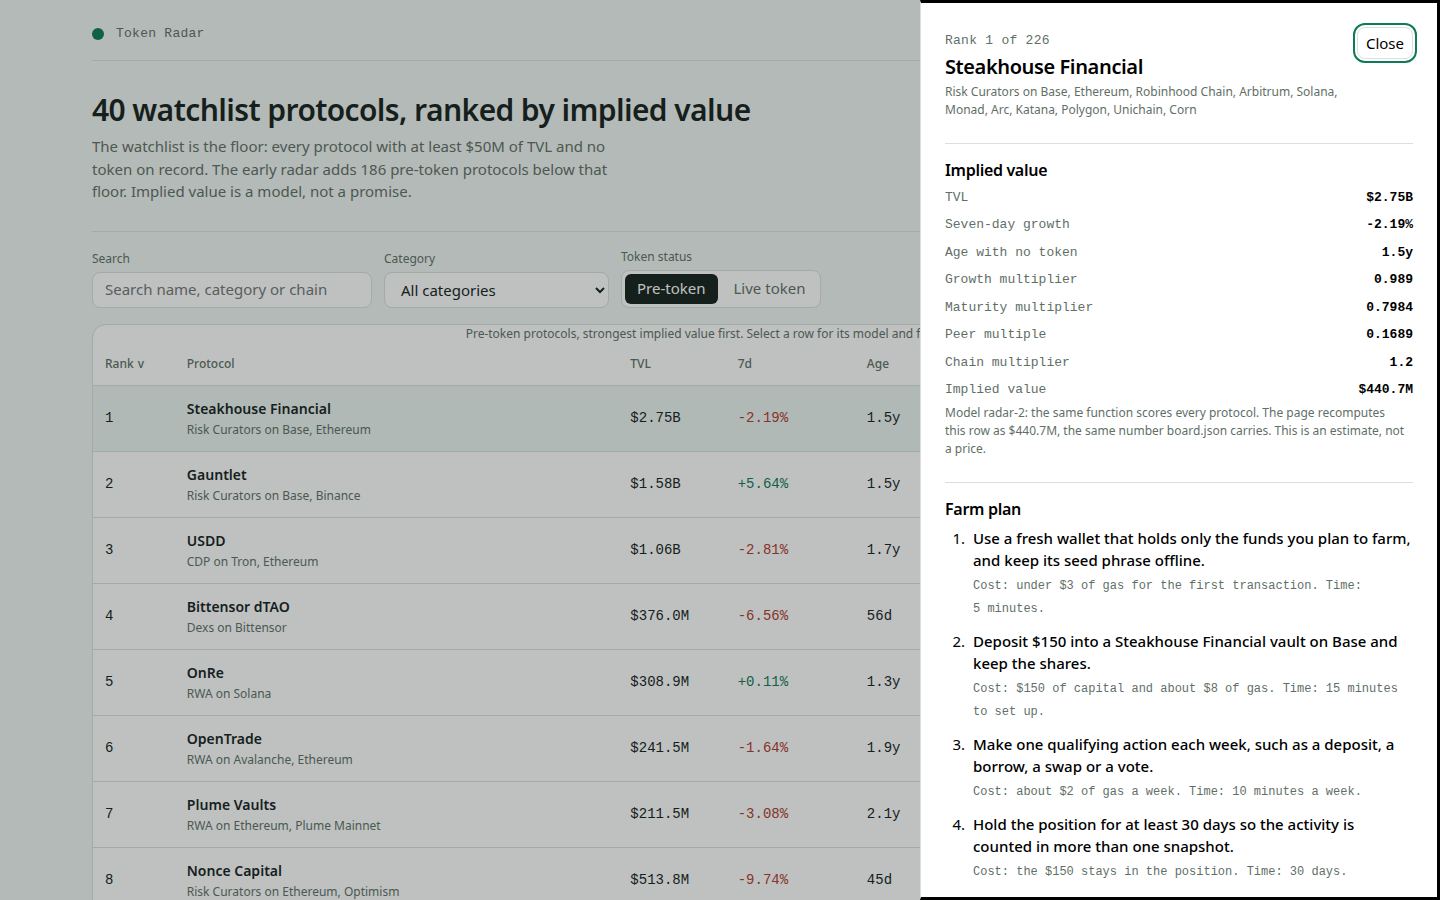 Token Radar
40 watchlist protocols, ranked by implied value
The watchlist is the floor: every protocol with at least $50M of TVL and no
token on record. The early radar adds 186 pre-token protocols below that
floor. Implied value is a model, not a promise.
Search
Category
Token status
Search name, category or chain
All categories
Pre-token
Live token
Pre-token protocols, strongest implied value first. Select a row for its model and f
Rank v
Protocol
TVL
7d
Age
1
Steakhouse Financial
Risk Curators on Base, Ethereum
$2.75B
-2.19%
1.5y
2
Gauntlet
Risk Curators on Base, Binance
$1.58B
+5.64%
1.5y
3
USDD
CDP on Tron, Ethereum
$1.06B
-2.81%
1.7y
4
Bittensor dTAO
Dexs on Bittensor
$376.0M
-6.56%
56d
5
OnRe
RWA on Solana
$308.9M
+0.11%
1.3y
6
OpenTrade
RWA on Avalanche, Ethereum
$241.5M
-1.64%
1.9y
7
Plume Vaults
RWA on Ethereum, Plume Mainnet
$211.5M
-3.08%
2.1y
8
Nonce Capital
Risk Curators on Ethereum, Optimism
$513.8M
-9.74%
45d
Rank 1 of 226
Close
Steakhouse Financial
Risk Curators on Base, Ethereum, Robinhood Chain, Arbitrum, Solana,
Monad, Arc, Katana, Polygon, Unichain, Corn
Implied value
TVL $2.75B
Seven-day growth -2.19%
Age with no token 1.5y
Growth multiplier 0.989
Maturity multiplier 0.7984
Peer multiple 0.1689
Chain multiplier 1.2
Implied value $440.7M
Model radar-2: the same function scores every protocol. The page recomputes
this row as $440.7M, the same number board.json carries. This is an estimate, not
a price.
Farm plan
1. Use a fresh wallet that holds only the funds you plan to farm,
and keep its seed phrase offline.
Cost: under $3 of gas for the first transaction. Time:
5 minutes.
2. Deposit $150 into a Steakhouse Financial vault on Base and
keep the shares.
Cost: $150 of capital and about $8 of gas. Time: 15 minutes
to set up.
3. Make one qualifying action each week, such as a deposit, a
borrow, a swap or a vote.
Cost: about $2 of gas a week. Time: 10 minutes a week.
4. Hold the position for at least 30 days so the activity is
counted in more than one snapshot.
Cost: the $150 stays in the position. Time: 30 days.